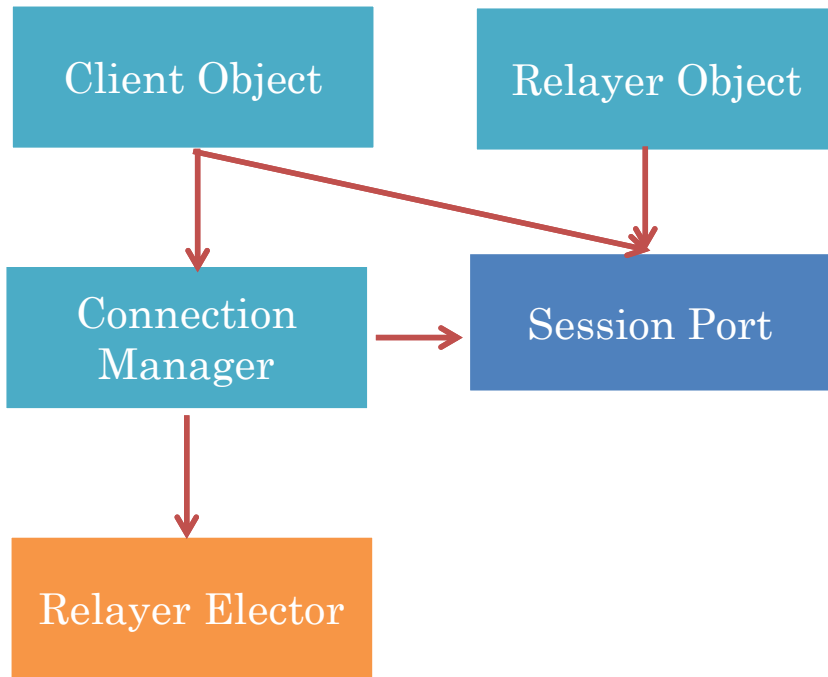 Client Object
Relayer Object
Connection
Manager
Session Port
Relayer Elector